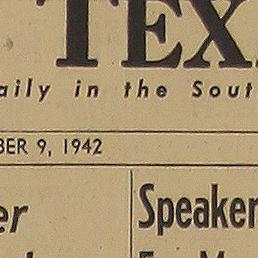 TEX
aily in the Sout
BER 9, 1942
er
Speaker